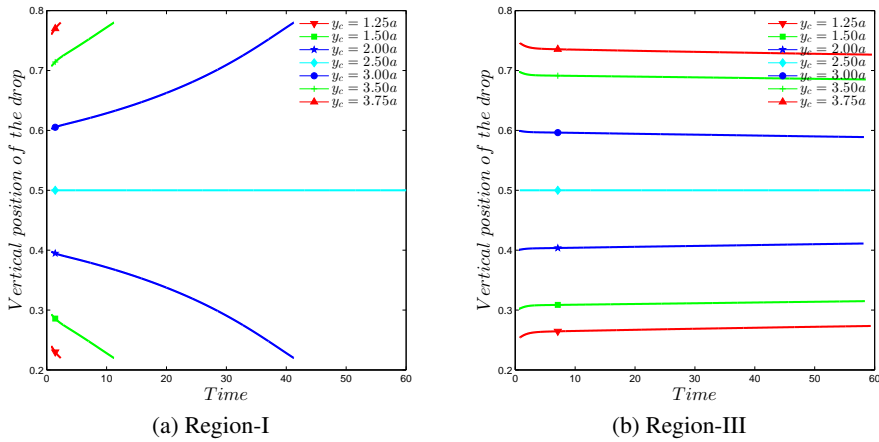 0.8
0.7
0.6
0.5
0.4
0.3
0.2
Vertical position of the drop
0 10 20 30 40 50 60
Time
y_c = 1.25a
y_c = 1.50a
y_c = 2.00a
y_c = 2.50a
y_c = 3.00a
y_c = 3.50a
y_c = 3.75a
(a) Region-I
0.8
0.7
0.6
0.5
0.4
0.3
0.2
Vertical position of the drop
0 10 20 30 40 50 60
Time
y_c = 1.25a
y_c = 1.50a
y_c = 2.00a
y_c = 2.50a
y_c = 3.00a
y_c = 3.50a
y_c = 3.75a
(b) Region-III